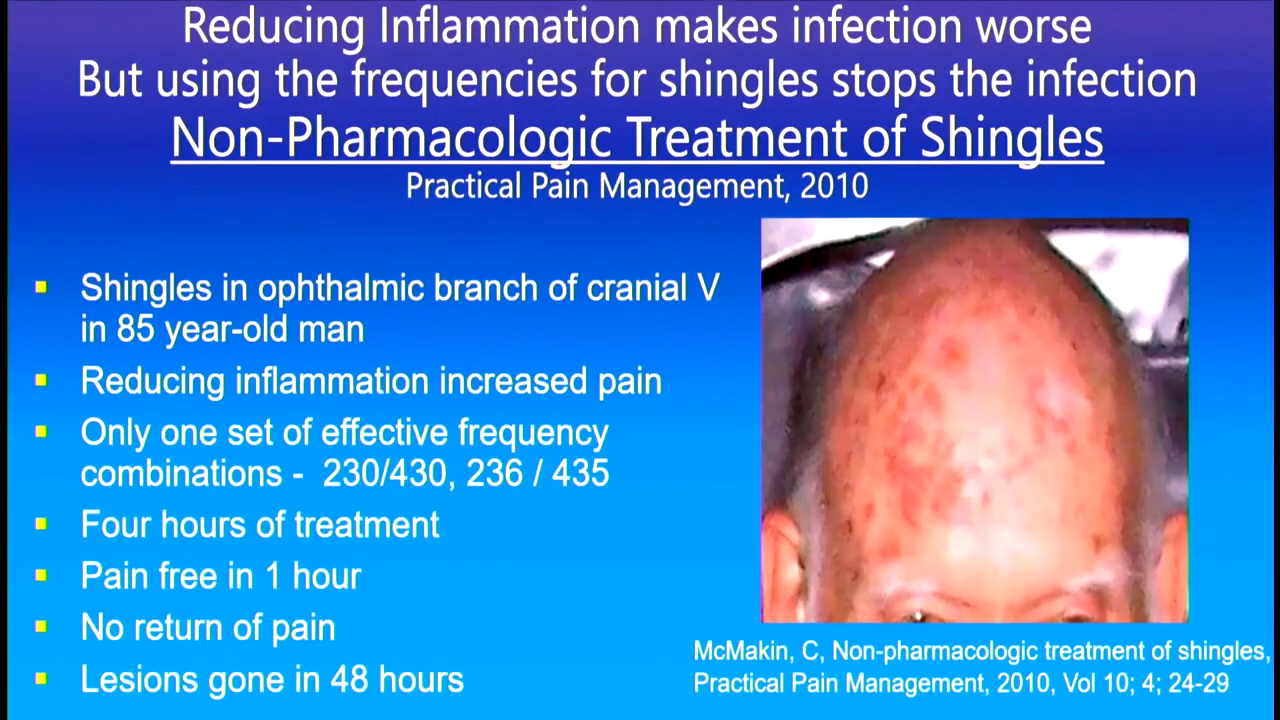 Reducing Inflammation makes infection worse
But using the frequencies for shingles stops the infection
Non-Pharmacologic Treatment of Shingles
Practical Pain Management, 2010
Shingles in ophthalmic branch of cranial V
in 85 year-old man
Reducing inflammation increased pain
Only one set of effective frequency
combinations - 230/430, 236 / 435
Four hours of treatment
Pain free in 1 hour
No return of pain
Lesions gone in 48 hours
McMakin, C, Non-pharmacologic treatment of shingles,
Practical Pain Management, 2010, Vol 10; 4; 24-29